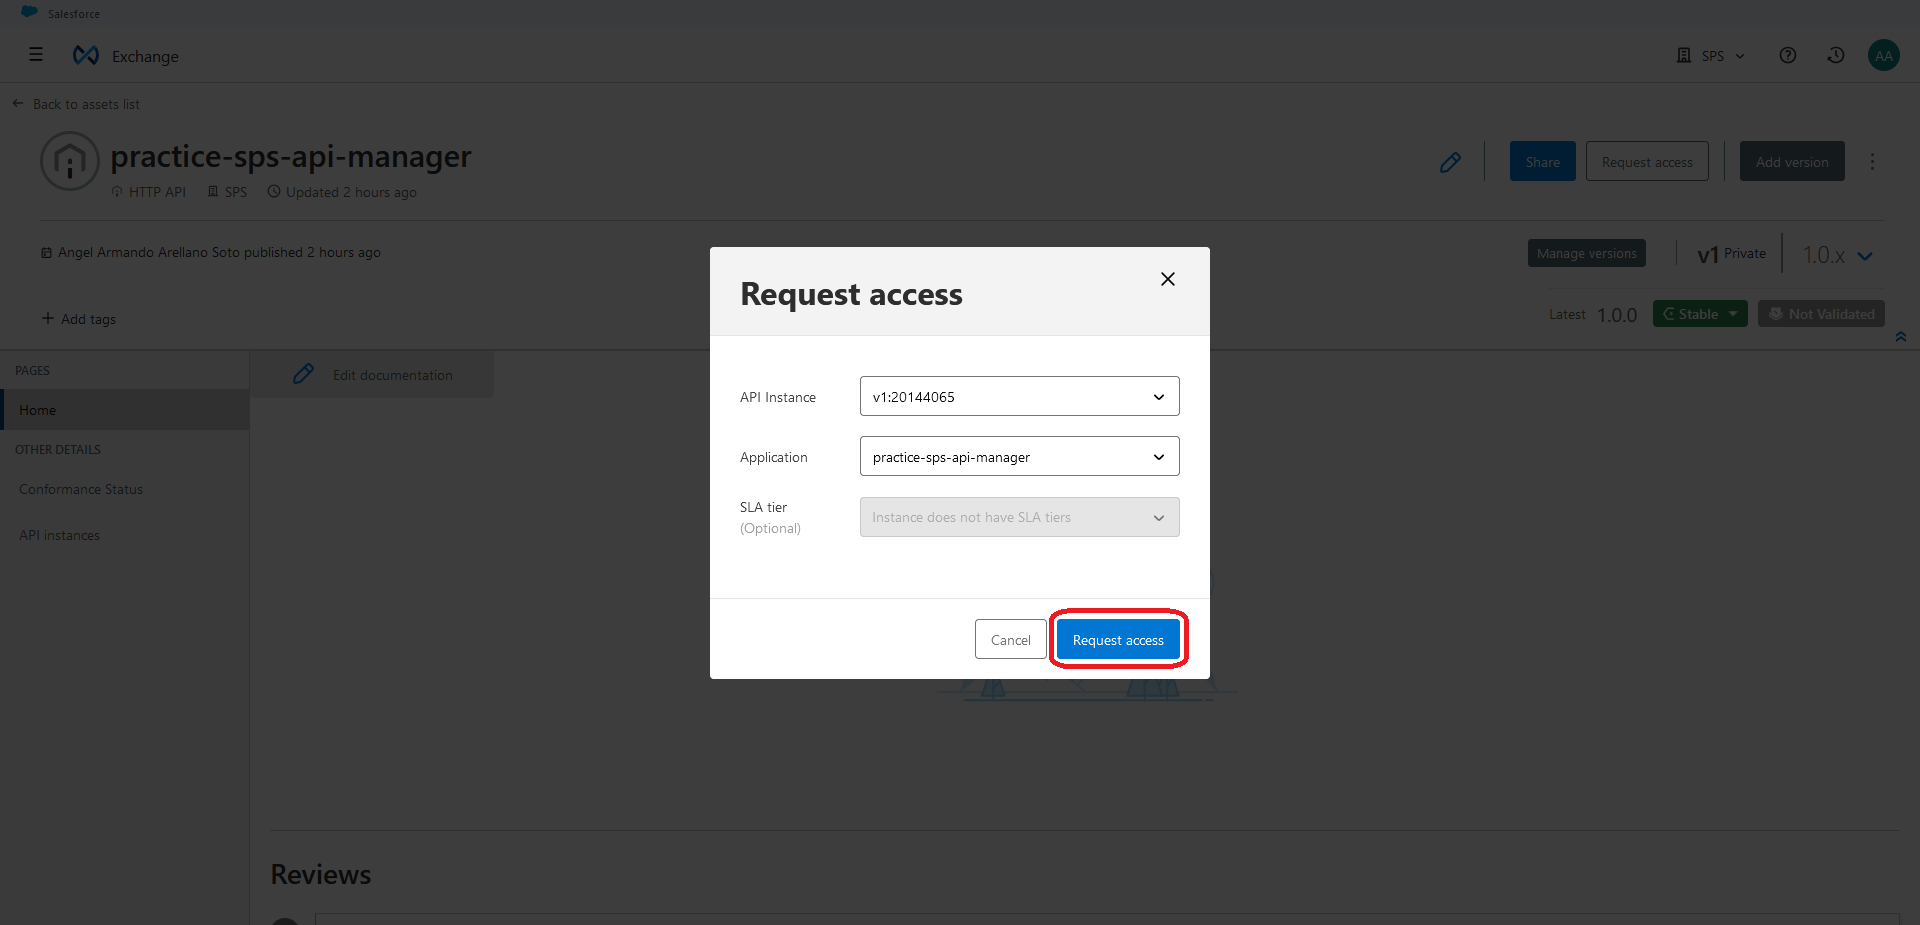 Salesforce
Exchange
SPS
AA
Back to assets list
practice-sps-api-manager
Share
Request access
Add version
HTTP API
SPS
Updated 2 hours ago
Angel Armando Arellano Soto published 2 hours ago
Manage versions
v1 Private
1.0.x
Add tags
Latest 1.0.0
Stable
Not Validated
PAGES
Home
OTHER DETAILS
Conformance Status
API instances
Edit documentation
Request access
API Instance
v1:20144065
Application
practice-sps-api-manager
SLA tier
(Optional)
Instance does not have SLA tiers
Cancel
Request access
Reviews